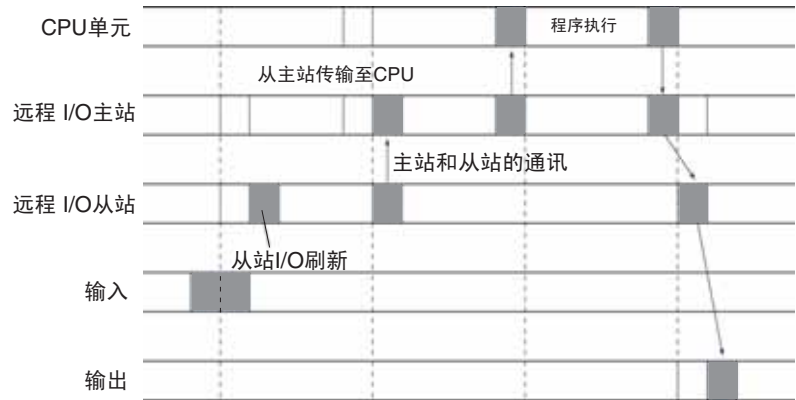 CPU单元
程序执行
从主站传输至CPU
远程 I/O主站
主站和从站的通讯
远程 I/O从站
从站I/O刷新
输入
输出